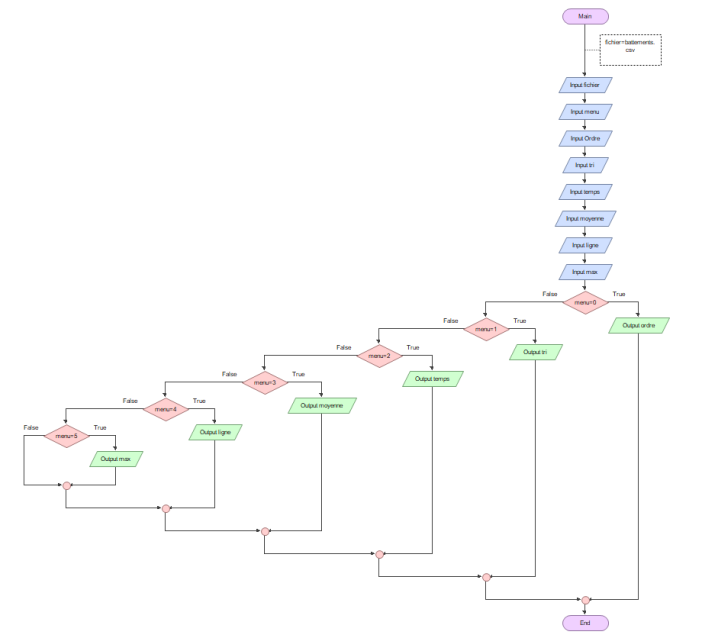 Main
fichier=battements.
csv
Input fichier
Input menu
Input Ordre
Input tri
Input temps
Input moyenne
Input ligne
Input max
False
menu=0
True
Output ordre
False
menu=1
True
Output tri
False
menu=2
True
Output temps
False
menu=3
True
Output moyenne
False
menu=4
True
Output ligne
False
menu=5
True
Output max
End